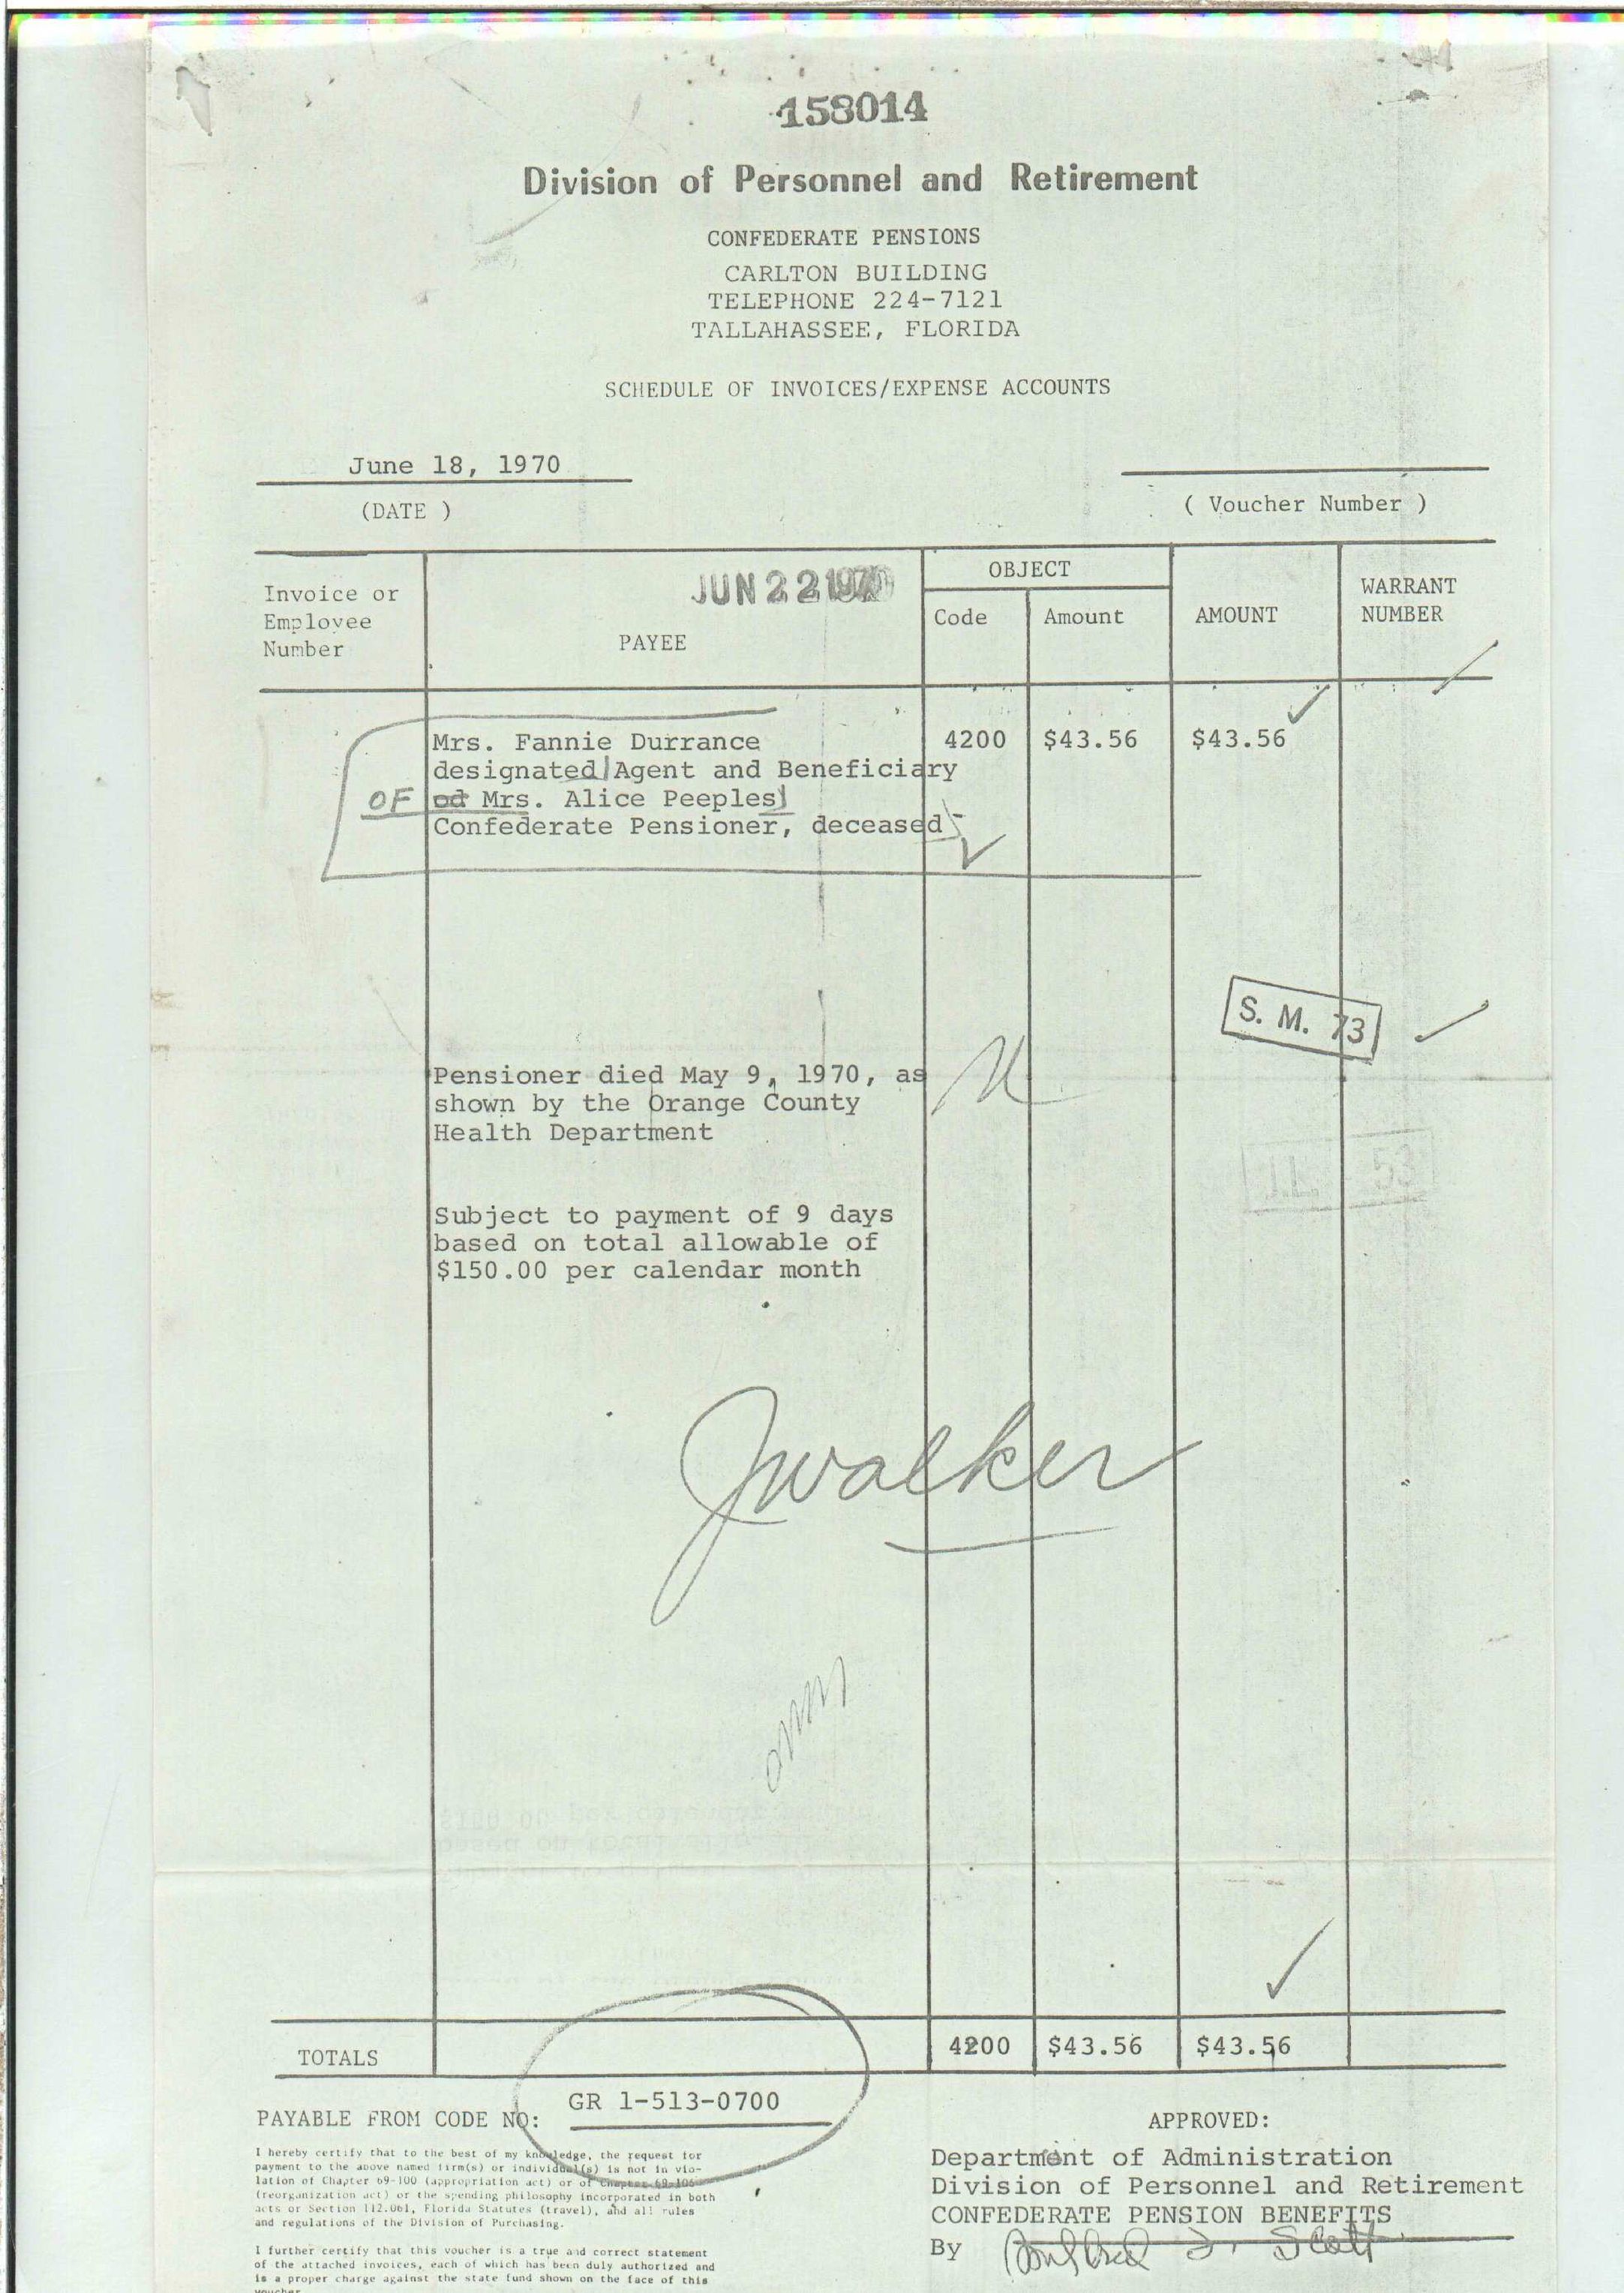 158014
Division of Personnel and Retirement
CONFEDERATE PENSIONS
CARLTON BUILDING
TELEPHONE 224-7121
TALLAHASSEE, FLORIDA
SCHEDULE OF INVOICES/EXPENSE ACCOUNTS
June 18, 1970
(DATE )
( Voucher Number )
Invoice or
Employee
Number
JUN 22 1970
PAYEE
OBJECT
Code
Amount
AMOUNT
WARRANT
NUMBER
Mrs. Fannie Durrance 4200 $43.56 $43.56
designated Agent and Beneficiary
OF od Mrs. Alice Peeples
Confederate Pensioner, deceased
S. M. 73
Pensioner died May 9, 1970, as
shown by the Orange County
Health Department
J.L. 53
Subject to payment of 9 days
based on total allowable of
$150.00 per calendar month
JWalker
TOTALS 4200 $43.56 $43.56
PAYABLE FROM CODE NO: GR 1-513-0700
I hereby certify that to the best of my knowledge, the request for
payment to the above named firm(s) or individual(s) is not in vio-
lation of Chapter 69-100 (appropriation act) or of Chapter 69-106
(reorganization act) or the spending philosophy incorporated in both
acts or Section 112.061, Florida Statutes (travel), and all rules
and regulations of the Division of Purchasing.
I further certify that this voucher is a true and correct statement
of the attached invoices, each of which has been duly authorized and
is a proper charge against the state fund shown on the face of this
voucher
APPROVED:
Department of Administration
Division of Personnel and Retirement
CONFEDERATE PENSION BENEFITS
By
Scott